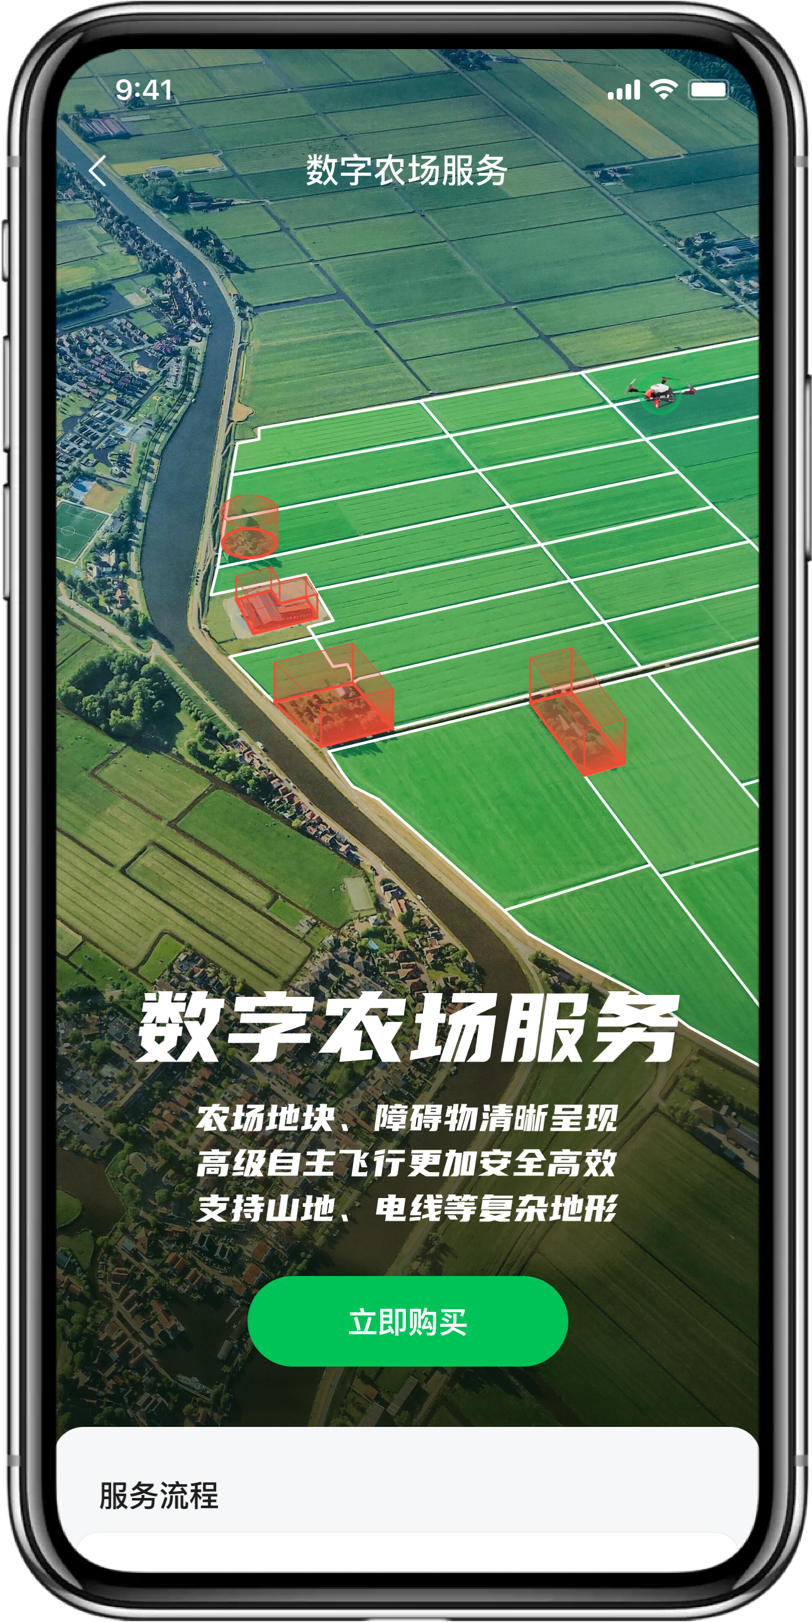 9:41
数字农场服务
数字农场服务
农场地块、障碍物清晰呈现
高级自主飞行更加安全高效
支持山地、电线等复杂地形
立即购买
服务流程